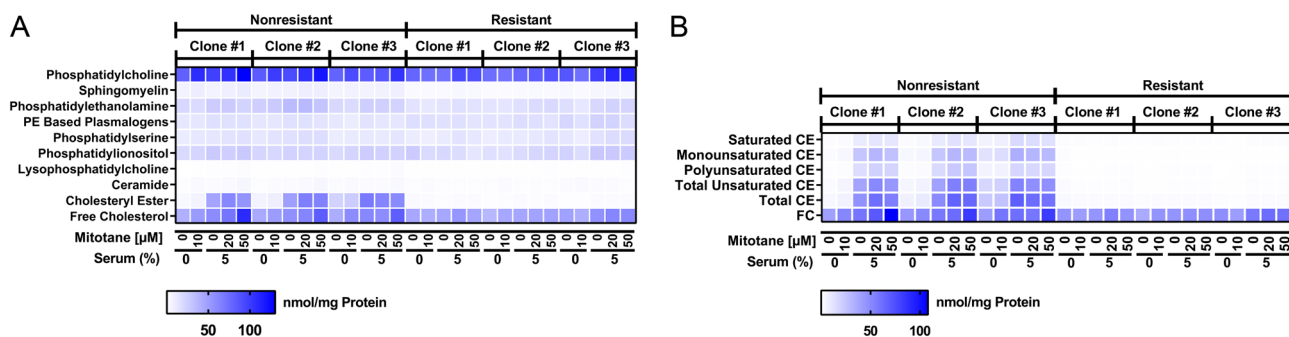 A
Nonresistant Resistant
Clone #1 Clone #2 Clone #3 Clone #1 Clone #2 Clone #3
Phosphatidylcholine
Sphingomyelin
Phosphatidylethanolamine
PE Based Plasmalogens
Phosphatidylserine
Phosphatidylionositol
Lysophosphatidylcholine
Ceramide
Cholesteryl Ester
Free Cholesterol
Mitotane [µM] 0 10 0 20 50 0 10 0 20 50 0 10 0 20 50 0 10 0 20 50 0 10 0 20 50 0 10 0 20 50
Serum (%) 0 5 0 5 0 5 0 5 0 5 0 5
nmol/mg Protein
50 100
B
Nonresistant Resistant
Clone #1 Clone #2 Clone #3 Clone #1 Clone #2 Clone #3
Saturated CE
Monounsaturated CE
Polyunsaturated CE
Total Unsaturated CE
Total CE
FC
Mitotane [µM] 0 10 0 20 50 0 10 0 20 50 0 10 0 20 50 0 10 0 20 50 0 10 0 20 50 0 10 0 20 50
Serum (%) 0 5 0 5 0 5 0 5 0 5 0 5
nmol/mg Protein
50 100